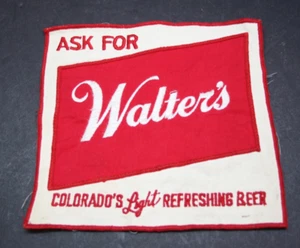 ASK FOR
Walter's
COLORADO'S Light REFRESHING BEER